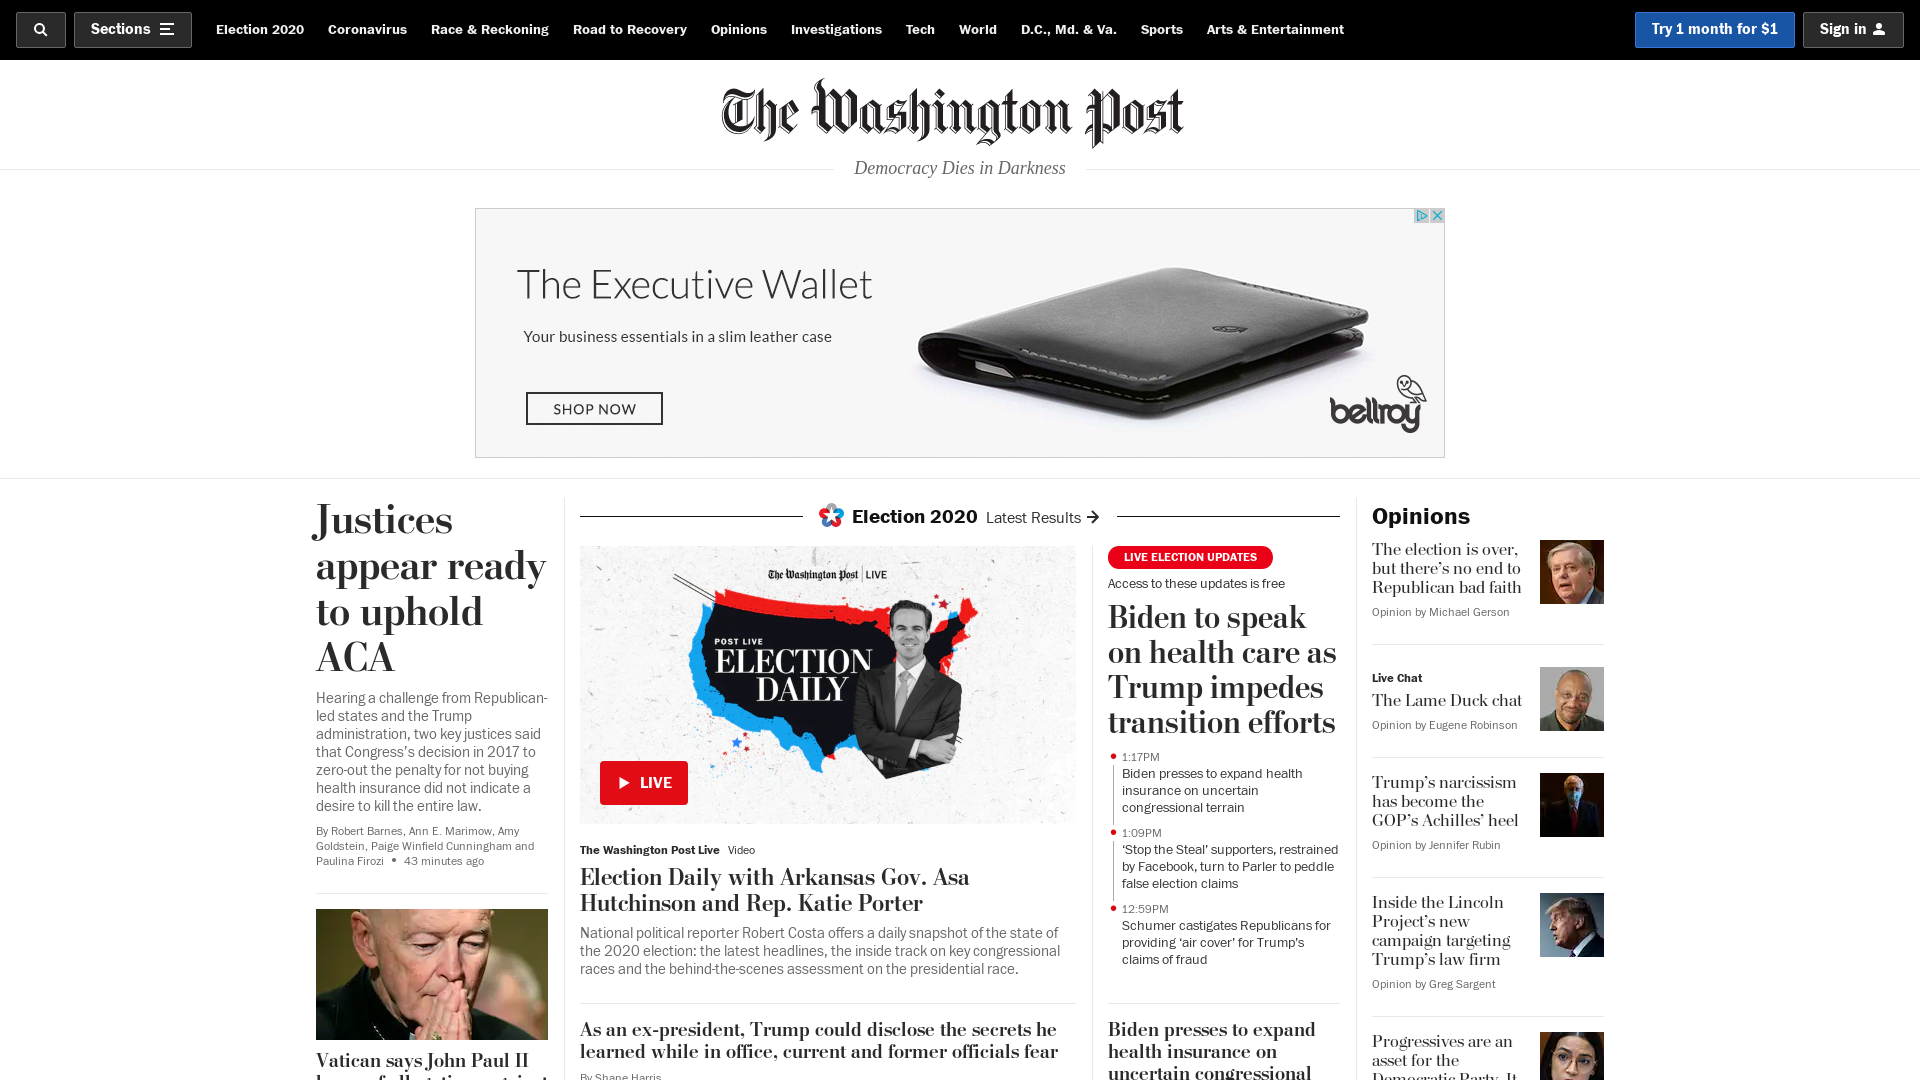 Sections
Election 2020
Coronavirus
Race & Reckoning
Road to Recovery
Opinions
Investigations
Tech
World
D.C., Md. & Va.
Sports
Arts & Entertainment
Try 1 month for $1
Sign in
The Washington Post
Democracy Dies in Darkness
The Executive Wallet
Your business essentials in a slim leather case
SHOP NOW
bellroy
Justices
appear ready
to uphold
ACA
Hearing a challenge from Republican-
led states and the Trump
administration, two key justices said
that Congress’s decision in 2017 to
zero-out the penalty for not buying
health insurance did not indicate a
desire to kill the entire law.
By Robert Barnes, Ann E. Marimow, Amy
Goldstein, Paige Winfield Cunningham and
Paulina Firozi • 43 minutes ago
Vatican says John Paul II
Election 2020 Latest Results
The Washington Post LIVE
POST LIVE
ELECTION
DAILY
LIVE
The Washington Post Live Video
Election Daily with Arkansas Gov. Asa
Hutchinson and Rep. Katie Porter
National political reporter Robert Costa offers a daily snapshot of the state of
the 2020 election: the latest headlines, the inside track on key congressional
races and the behind-the-scenes assessment on the presidential race.
As an ex-president, Trump could disclose the secrets he
learned while in office, current and former officials fear
By Shane Harris
LIVE ELECTION UPDATES
Access to these updates is free
Biden to speak
on health care as
Trump impedes
transition efforts
1:17PM
Biden presses to expand health
insurance on uncertain
congressional terrain
1:09PM
‘Stop the Steal’ supporters, restrained
by Facebook, turn to Parler to peddle
false election claims
12:59PM
Schumer castigates Republicans for
providing ‘air cover’ for Trump’s
claims of fraud
Biden presses to expand
health insurance on
uncertain congressional
Opinions
The election is over,
but there’s no end to
Republican bad faith
Opinion by Michael Gerson
Live Chat
The Lame Duck chat
Opinion by Eugene Robinson
Trump’s narcissism
has become the
GOP’s Achilles’ heel
Opinion by Jennifer Rubin
Inside the Lincoln
Project’s new
campaign targeting
Trump’s law firm
Opinion by Greg Sargent
Progressives are an
asset for the
Democratic Party. It